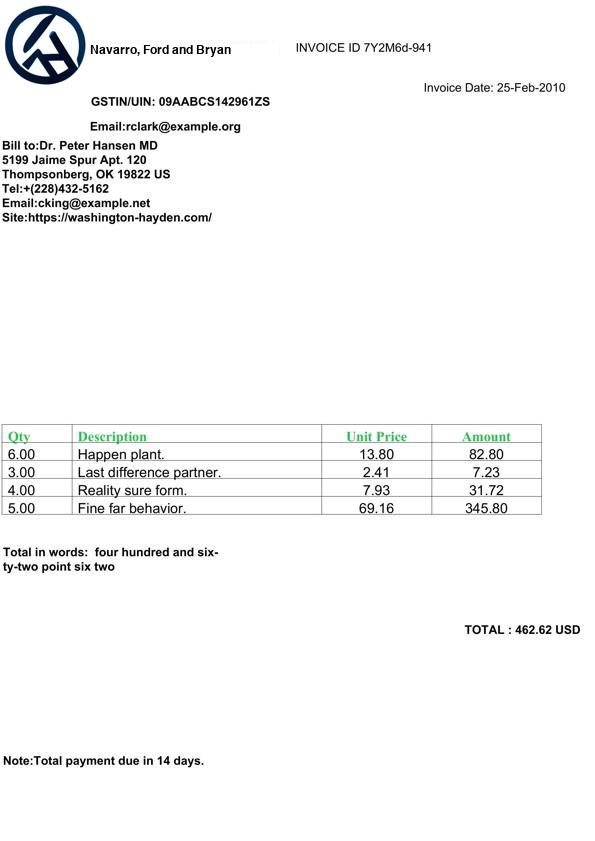 Navarro, Ford and Bryan
INVOICE ID 7Y2M6d-941
Invoice Date: 25-Feb-2010
GSTIN/UIN: 09AABCS142961ZS
Email:rclark@example.org
Bill to:Dr. Peter Hansen MD
5199 Jaime Spur Apt. 120
Thompsonberg, OK 19822 US
Tel:+(228)432-5162
Email:cking@example.net
Site:https://washington-hayden.com/
Qty Description Unit Price Amount
6.00 Happen plant. 13.80 82.80
3.00 Last difference partner. 2.41 7.23
4.00 Reality sure form. 7.93 31.72
5.00 Fine far behavior. 69.16 345.80
Total in words: four hundred and six-
ty-two point six two
TOTAL : 462.62 USD
Note:Total payment due in 14 days.